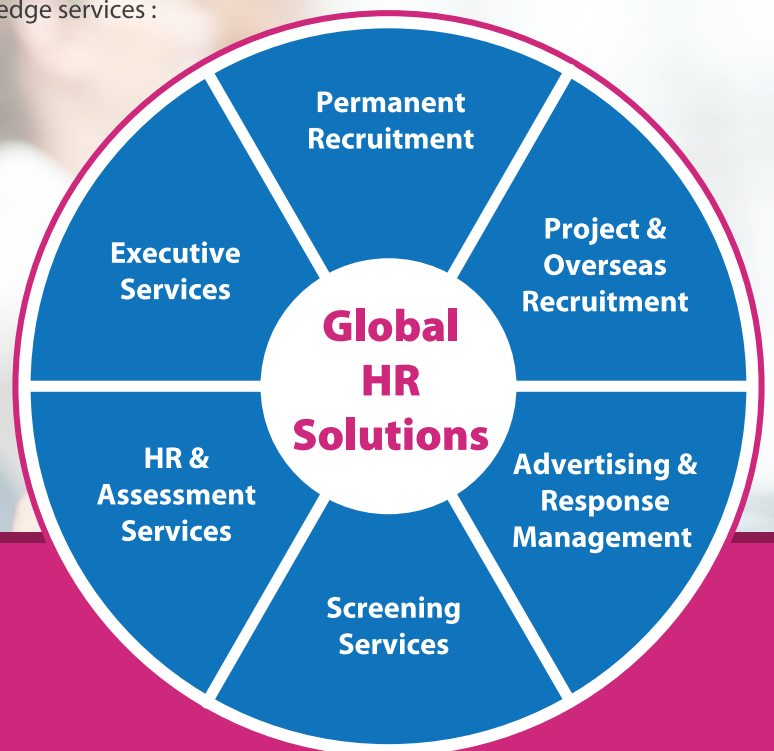 services :
Permanent
Recruitment
Project &
Overseas
Recruitment
Advertising &
Response
Management
Screening
Services
HR &
Assessment
Services
Executive
Services
Global
HR
Solutions